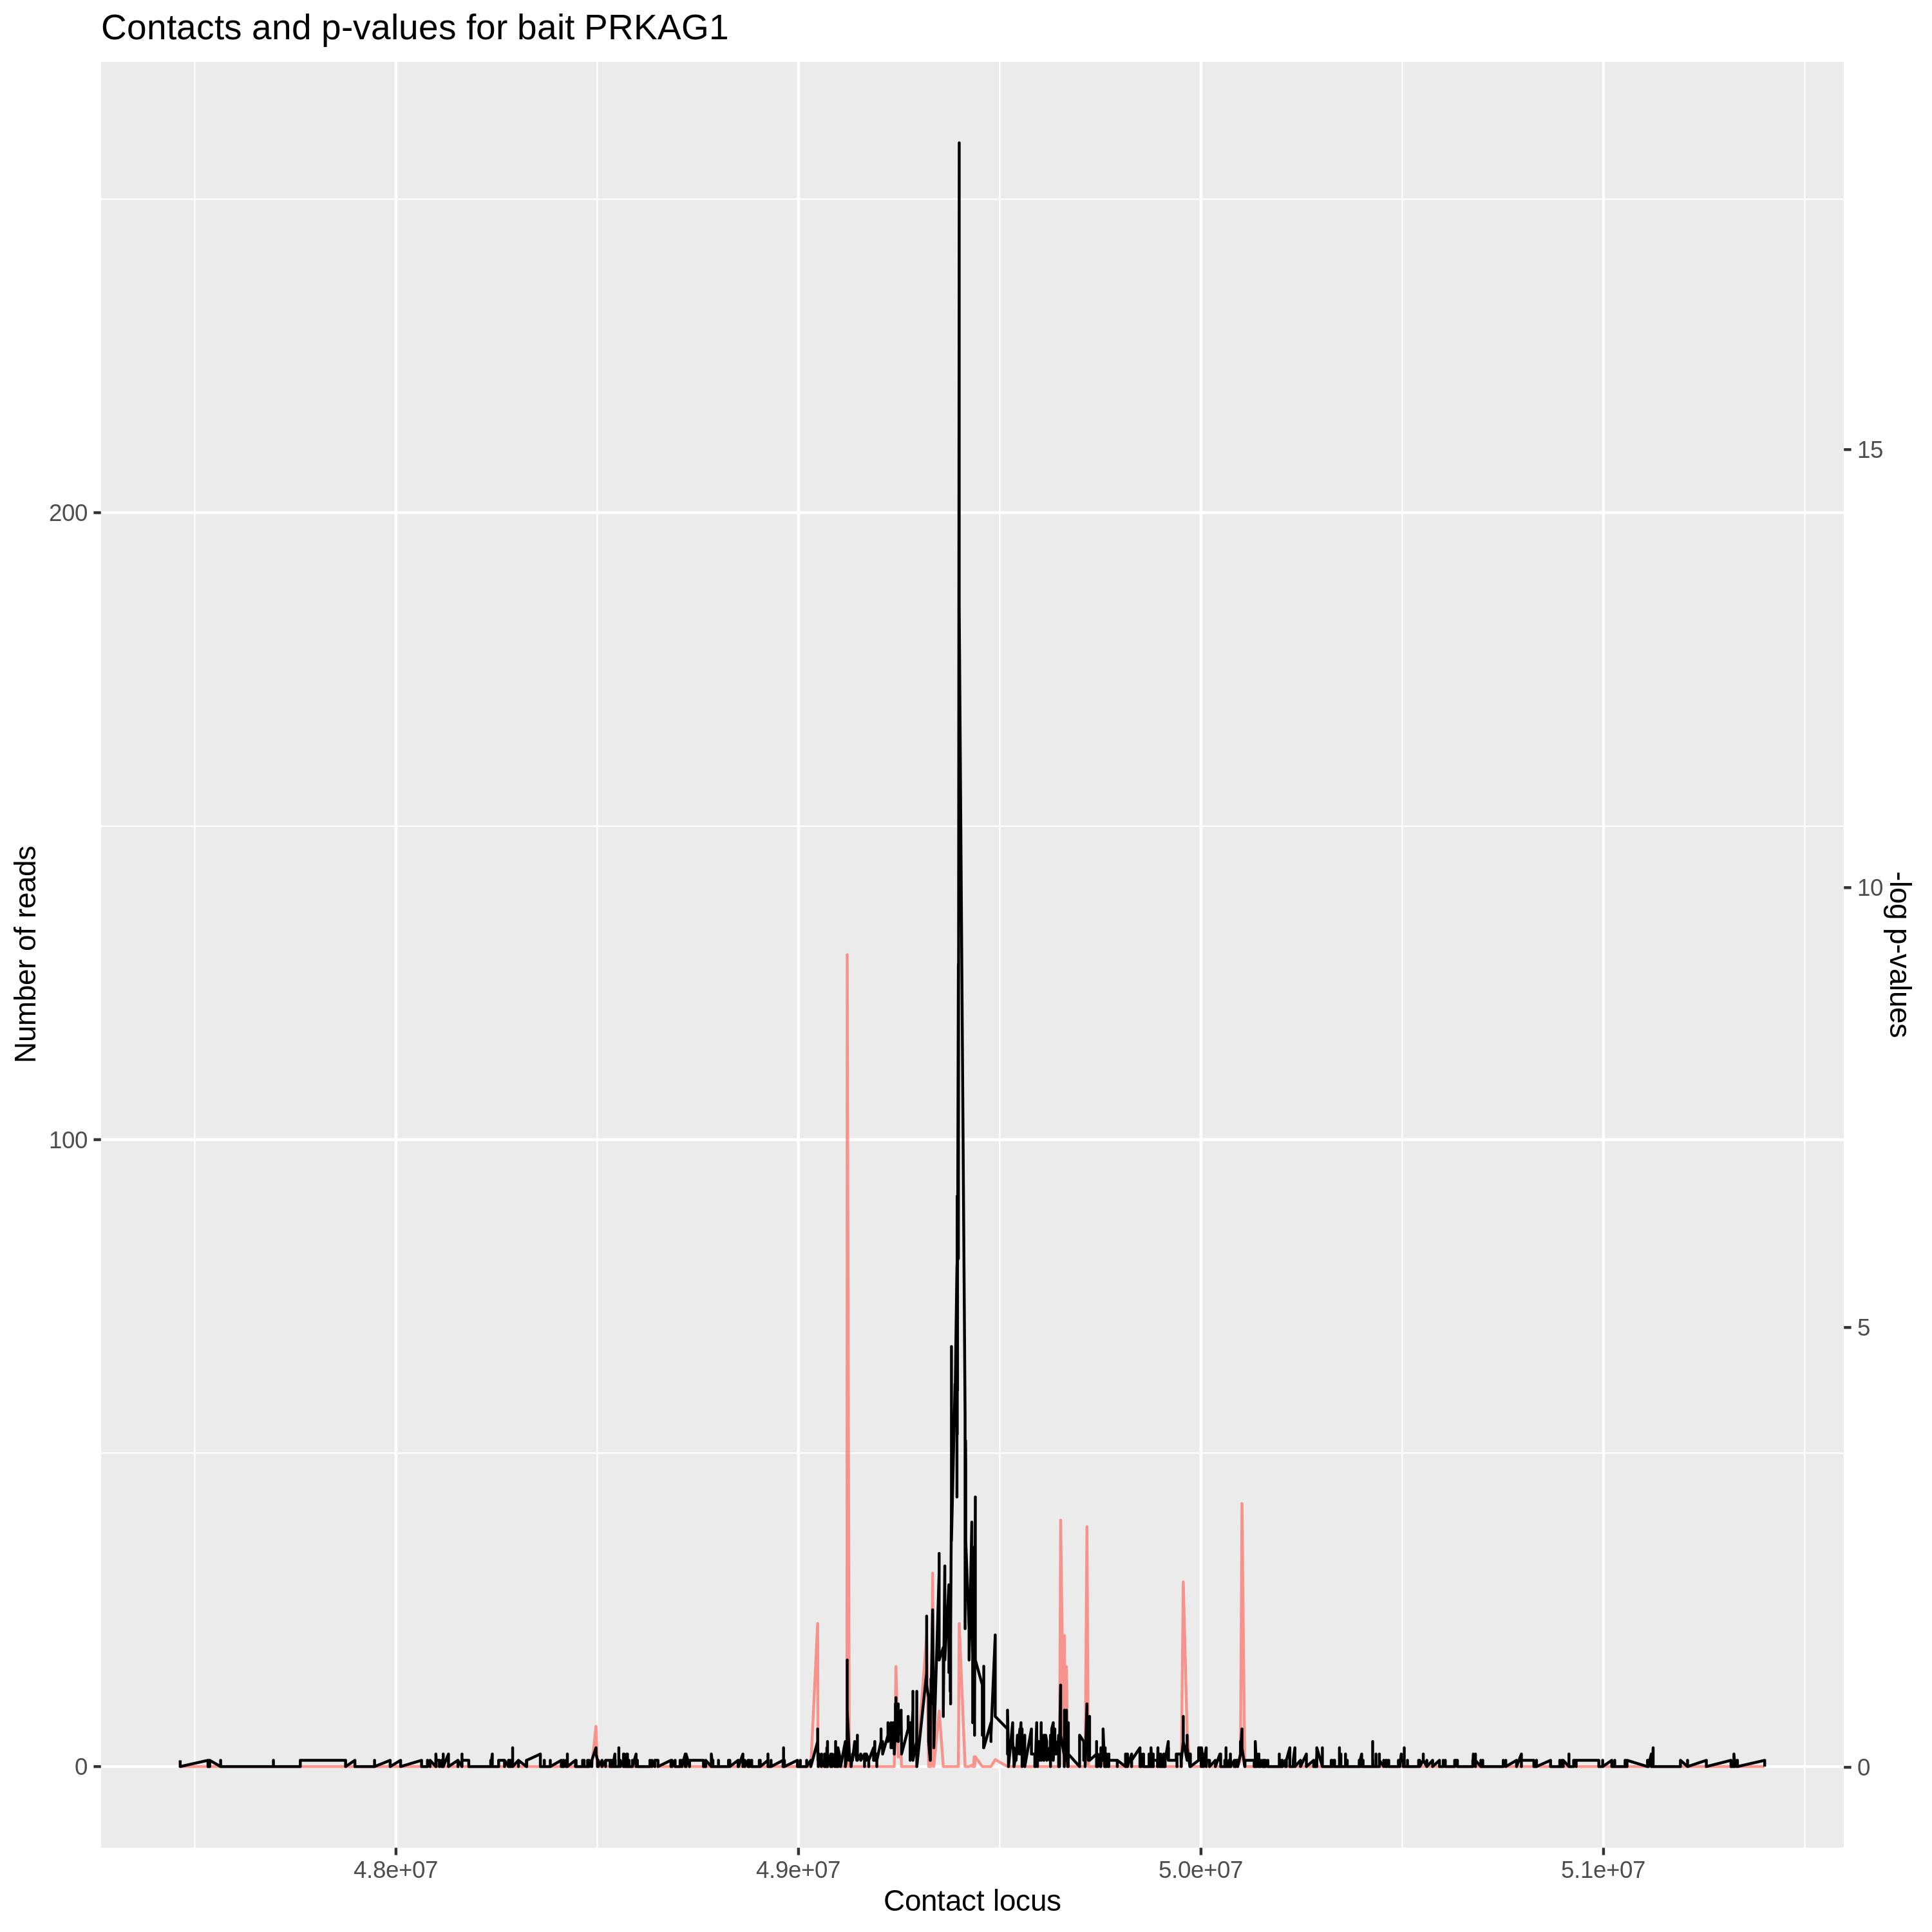 Contacts and p-values for bait PRKAG1
Number of reads
200
100
0
15
10
5
0
-log p-values
4.8e+07
4.9e+07
5.0e+07
5.1e+07
Contact locus